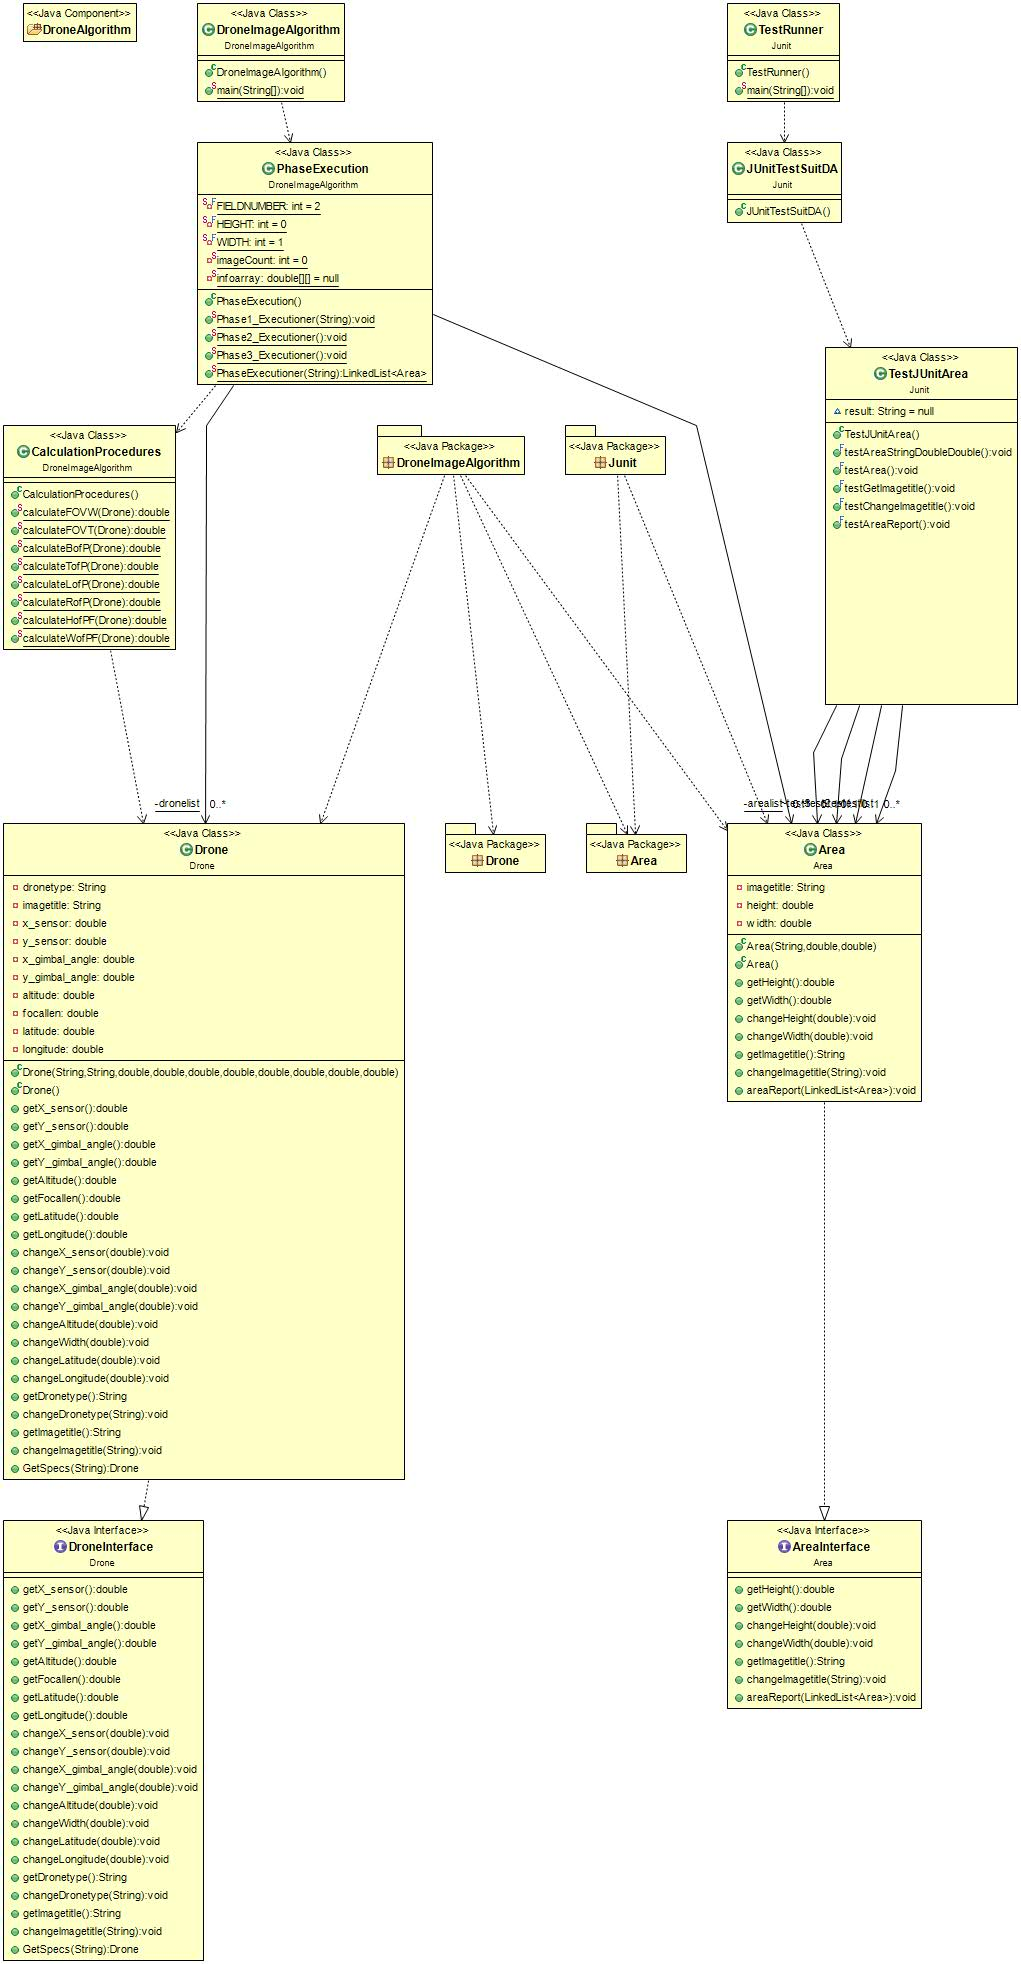 <<Java Component>>
DroneAlgorithm
<<Java Class>>
DroneImageAlgorithm
DroneImageAlgorithm
DroneImageAlgorithm()
main(String[]):void
<<Java Class>>
TestRunner
Junit
TestRunner()
main(String[]):void
<<Java Class>>
PhaseExecution
DroneImageAlgorithm
FIELDNUMBER: int = 2
HEIGHT: int = 0
WIDTH: int = 1
imageCount: int = 0
infoarray: double[][] = null
PhaseExecution()
Phase1_Executioner(String):void
Phase2_Executioner():void
Phase3_Executioner():void
PhaseExecutioner(String):LinkedList<Area>
<<Java Class>>
JUnitTestSuitDA
Junit
JUnitTestSuitDA()
<<Java Class>>
TestJUnitArea
Junit
result: String = null
TestJUnitArea()
testAreaStringDoubleDouble():void
testArea():void
testGetImagetitle():void
testChangeImagetitle():void
testAreaReport():void
<<Java Class>>
CalculationProcedures
DroneImageAlgorithm
CalculationProcedures()
calculateFOVW(Drone):double
calculateFOVT(Drone):double
calculateBofP(Drone):double
calculateTofP(Drone):double
calculateLofP(Drone):double
calculateRofP(Drone):double
calculateHofPF(Drone):double
calculateWofPF(Drone):double
<<Java Package>>
DroneImageAlgorithm
<<Java Package>>
Junit
-dronelist 0..*
-arealist
0..*
<<Java Class>>
Drone
Drone
dronetype: String
imagetitle: String
x_sensor: double
y_sensor: double
x_gimbal_angle: double
y_gimbal_angle: double
altitude: double
focallen: double
latitude: double
longitude: double
Drone(String,String,double,double,double,double,double,double,double,double)
Drone()
getX_sensor():double
getY_sensor():double
getX_gimbal_angle():double
getY_gimbal_angle():double
getAltitude():double
getFocallen():double
getLatitude():double
getLongitude():double
changeX_sensor(double):void
changeY_sensor(double):void
changeX_gimbal_angle(double):void
changeY_gimbal_angle(double):void
changeAltitude(double):void
changeWidth(double):void
changeLatitude(double):void
changeLongitude(double):void
getDronetype():String
changeDronetype(String):void
getImagetitle():String
changeImagetitle(String):void
GetSpecs(String):Drone
<<Java Package>>
Drone
<<Java Package>>
Area
<<Java Class>>
Area
Area
imagetitle: String
height: double
width: double
Area(String,double,double)
Area()
getHeight():double
getWidth():double
changeHeight(double):void
changeWidth(double):void
getImagetitle():String
changeImagetitle(String):void
areaReport(LinkedList<Area>):void
<<Java Interface>>
DroneInterface
Drone
getX_sensor():double
getY_sensor():double
getX_gimbal_angle():double
getY_gimbal_angle():double
getAltitude():double
getFocallen():double
getLatitude():double
getLongitude():double
changeX_sensor(double):void
changeY_sensor(double):void
changeX_gimbal_angle(double):void
changeY_gimbal_angle(double):void
changeAltitude(double):void
changeWidth(double):void
changeLatitude(double):void
changeLongitude(double):void
getDronetype():String
changeDronetype(String):void
getImagetitle():String
changeImagetitle(String):void
GetSpecs(String):Drone
<<Java Interface>>
AreaInterface
Area
getHeight():double
getWidth():double
changeHeight(double):void
changeWidth(double):void
getImagetitle():String
changeImagetitle(String):void
areaReport(LinkedList<Area>):void